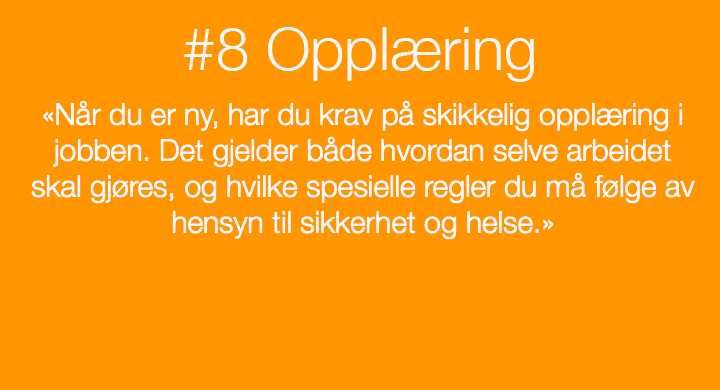 #8 Opplæring
«Når du er ny, har du krav på skikkelig opplæring i
jobben. Det gjelder både hvordan selve arbeidet
skal gjøres, og hvilke spesielle regler du må følge av
hensyn til sikkerhet og helse.»